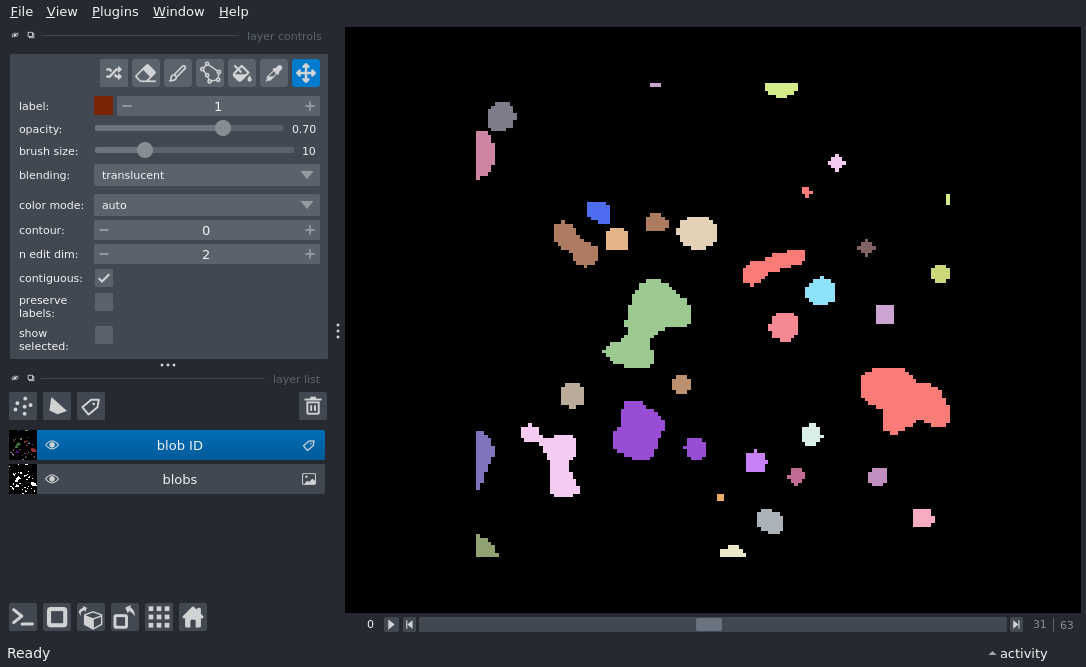 File View Plugins Window Help
layer controls
label: 1
opacity: 0.70
brush size: 10
blending: translucent
color mode: auto
contour: 0
n edit dim: 2
contiguous:
preserve
labels:
show
selected:
layer list
blob ID
blobs
0 31 | 63
Ready activity